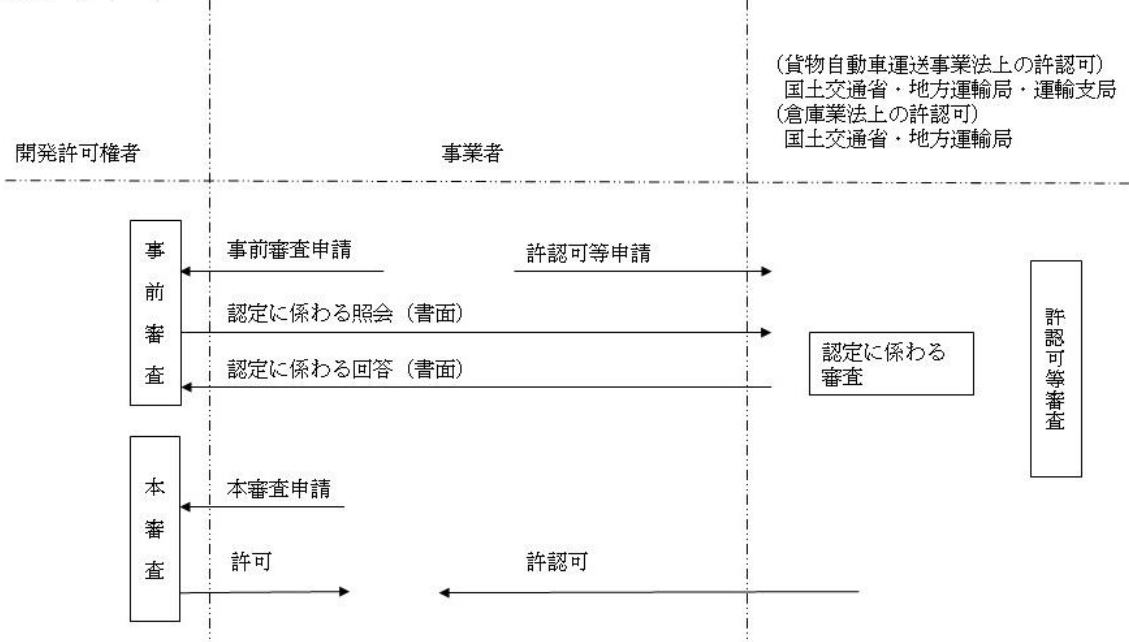 (貨物自動車運送事業法上の許認可)
国土交通省・地方運輸局・運輸支局
(倉庫業法上の許認可)
国土交通省・地方運輸局
開発許可権者
事業者
事前審査
事前審査申請
許認可等申請
認定に係わる照会（書面）
認定に係わる回答（書面）
認定に係わる
審査
許認可等審査
本審査
本審査申請
許可
許認可